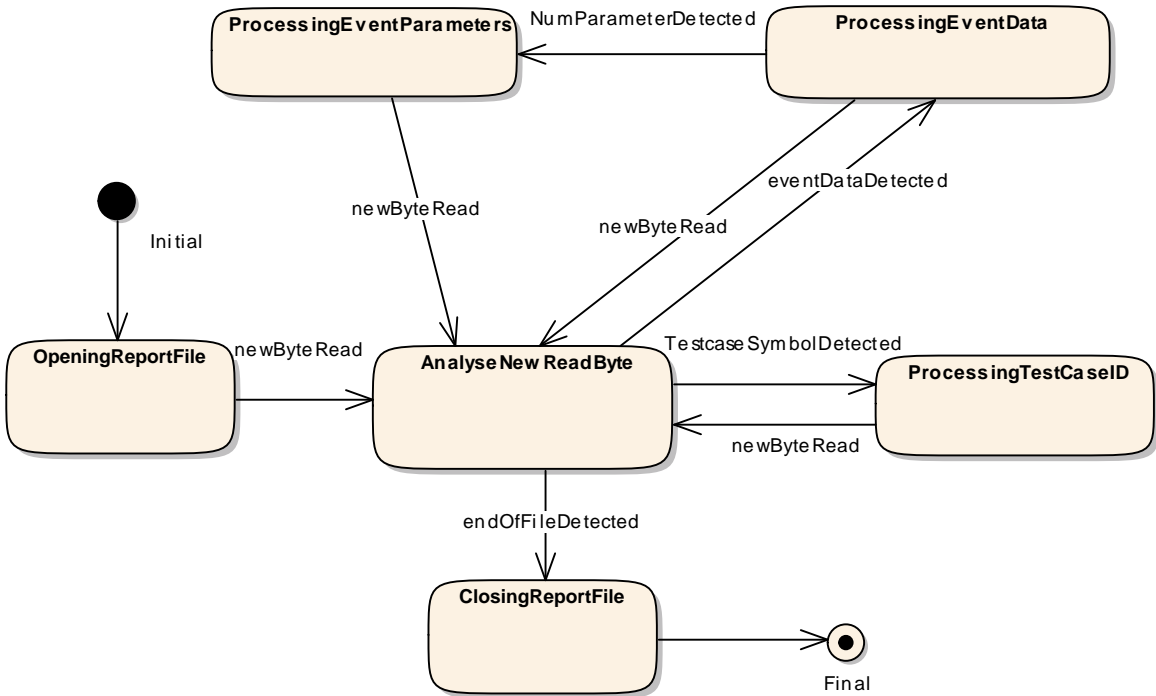 ProcessingEventParameters
NumParameterDetected
ProcessingEventData
newByteRead
eventDataDetected
newByteRead
Initial
OpeningReportFile
newByteRead
AnalyseNewReadByte
TestcaseSymbolDetected
ProcessingTestCaseID
newByteRead
endOfFileDetected
ClosingReportFile
Final